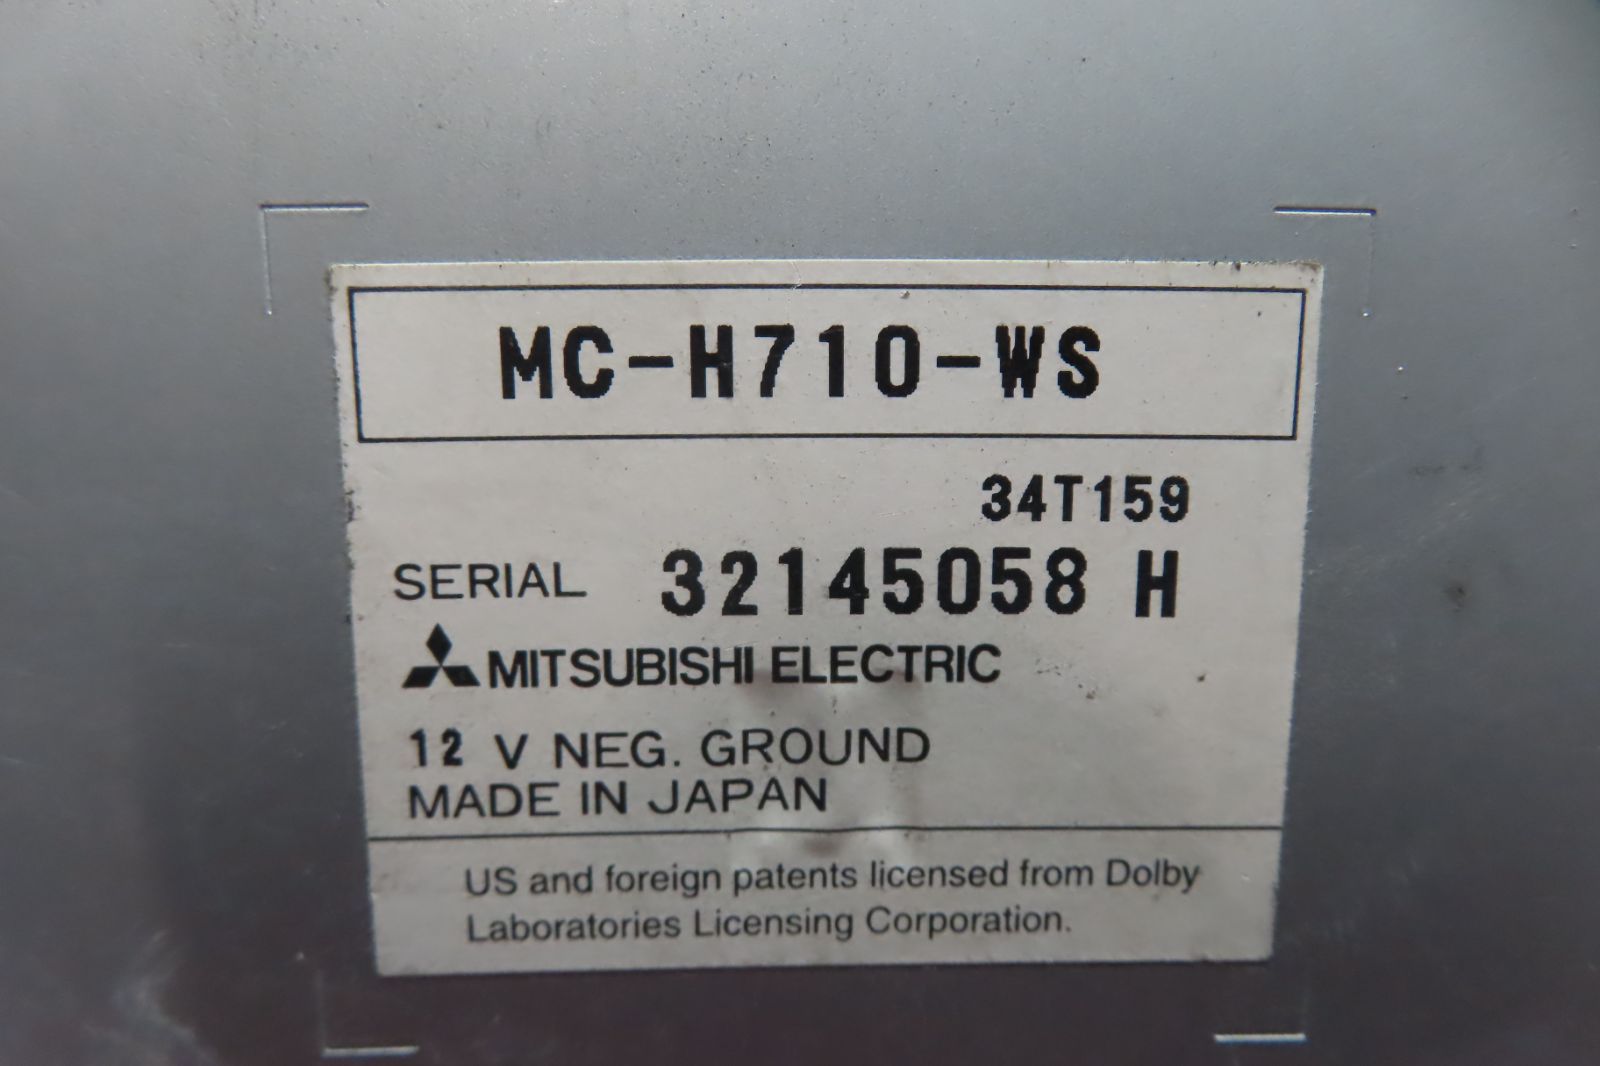 MC-H710-WS
34T159
SERIAL 32145058 H
MITSUBISHI ELECTRIC
12 V NEG. GROUND
MADE IN JAPAN
US and foreign patents licensed from Dolby
Laboratories Licensing Corporation.